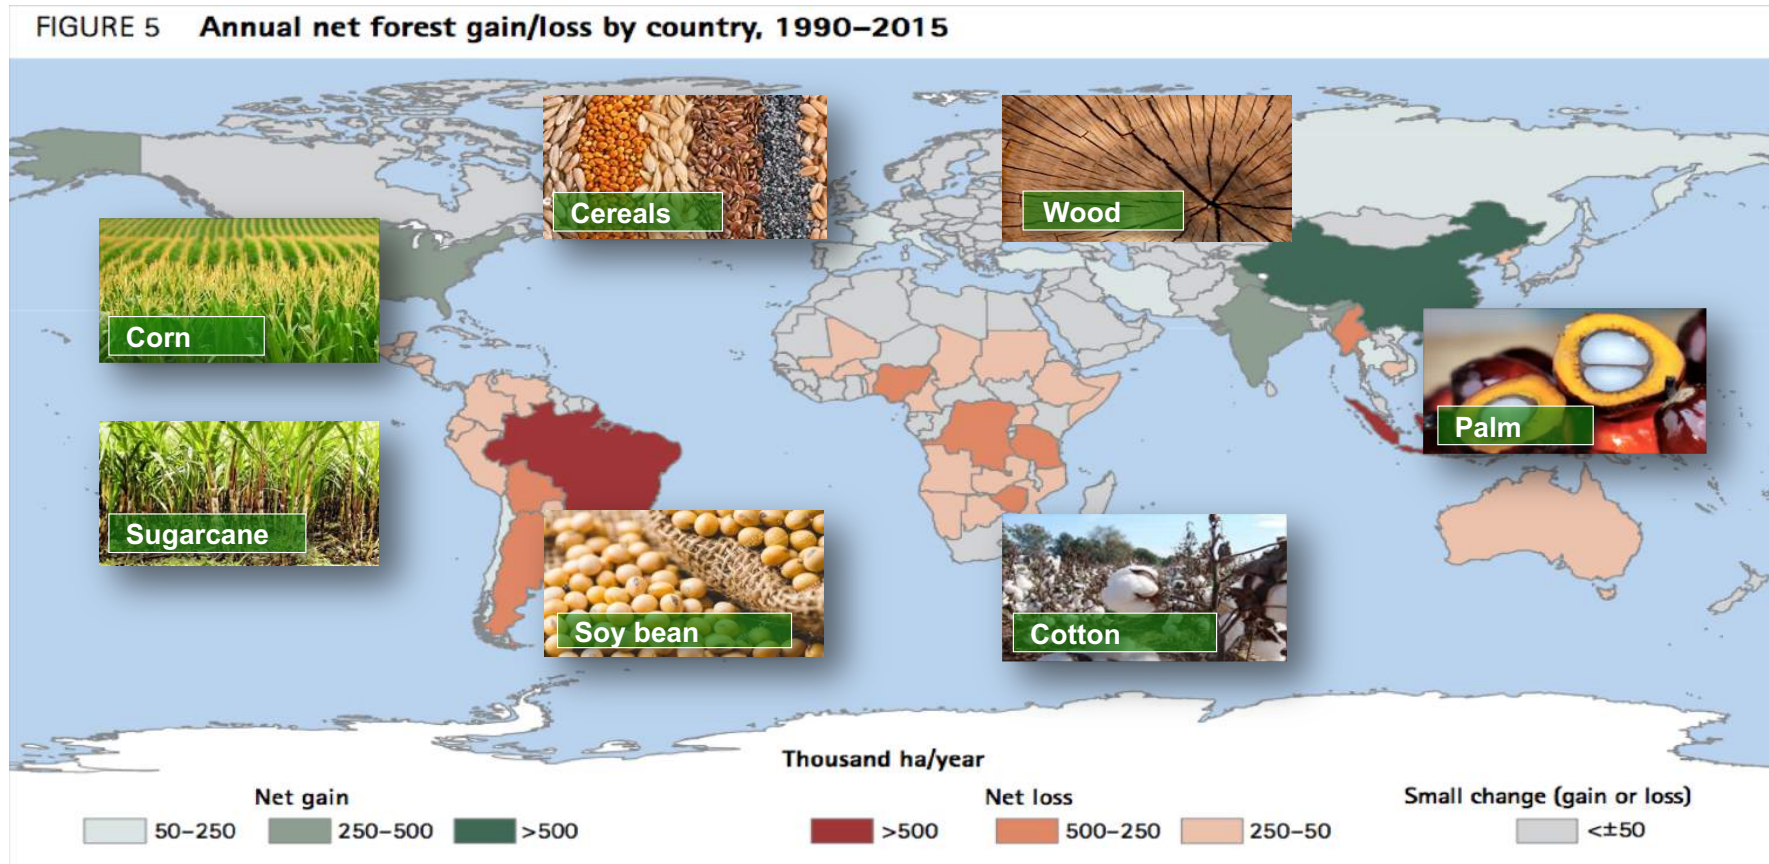 FIGURE 5 Annual net forest gain/loss by country, 1990–2015
Cereals
Wood
Corn
Palm
Sugarcane
Soy bean
Cotton
Thousand ha/year
Net gain
50–250
250–500
>500
Net loss
>500
500–250
250–50
Small change (gain or loss)
<±50